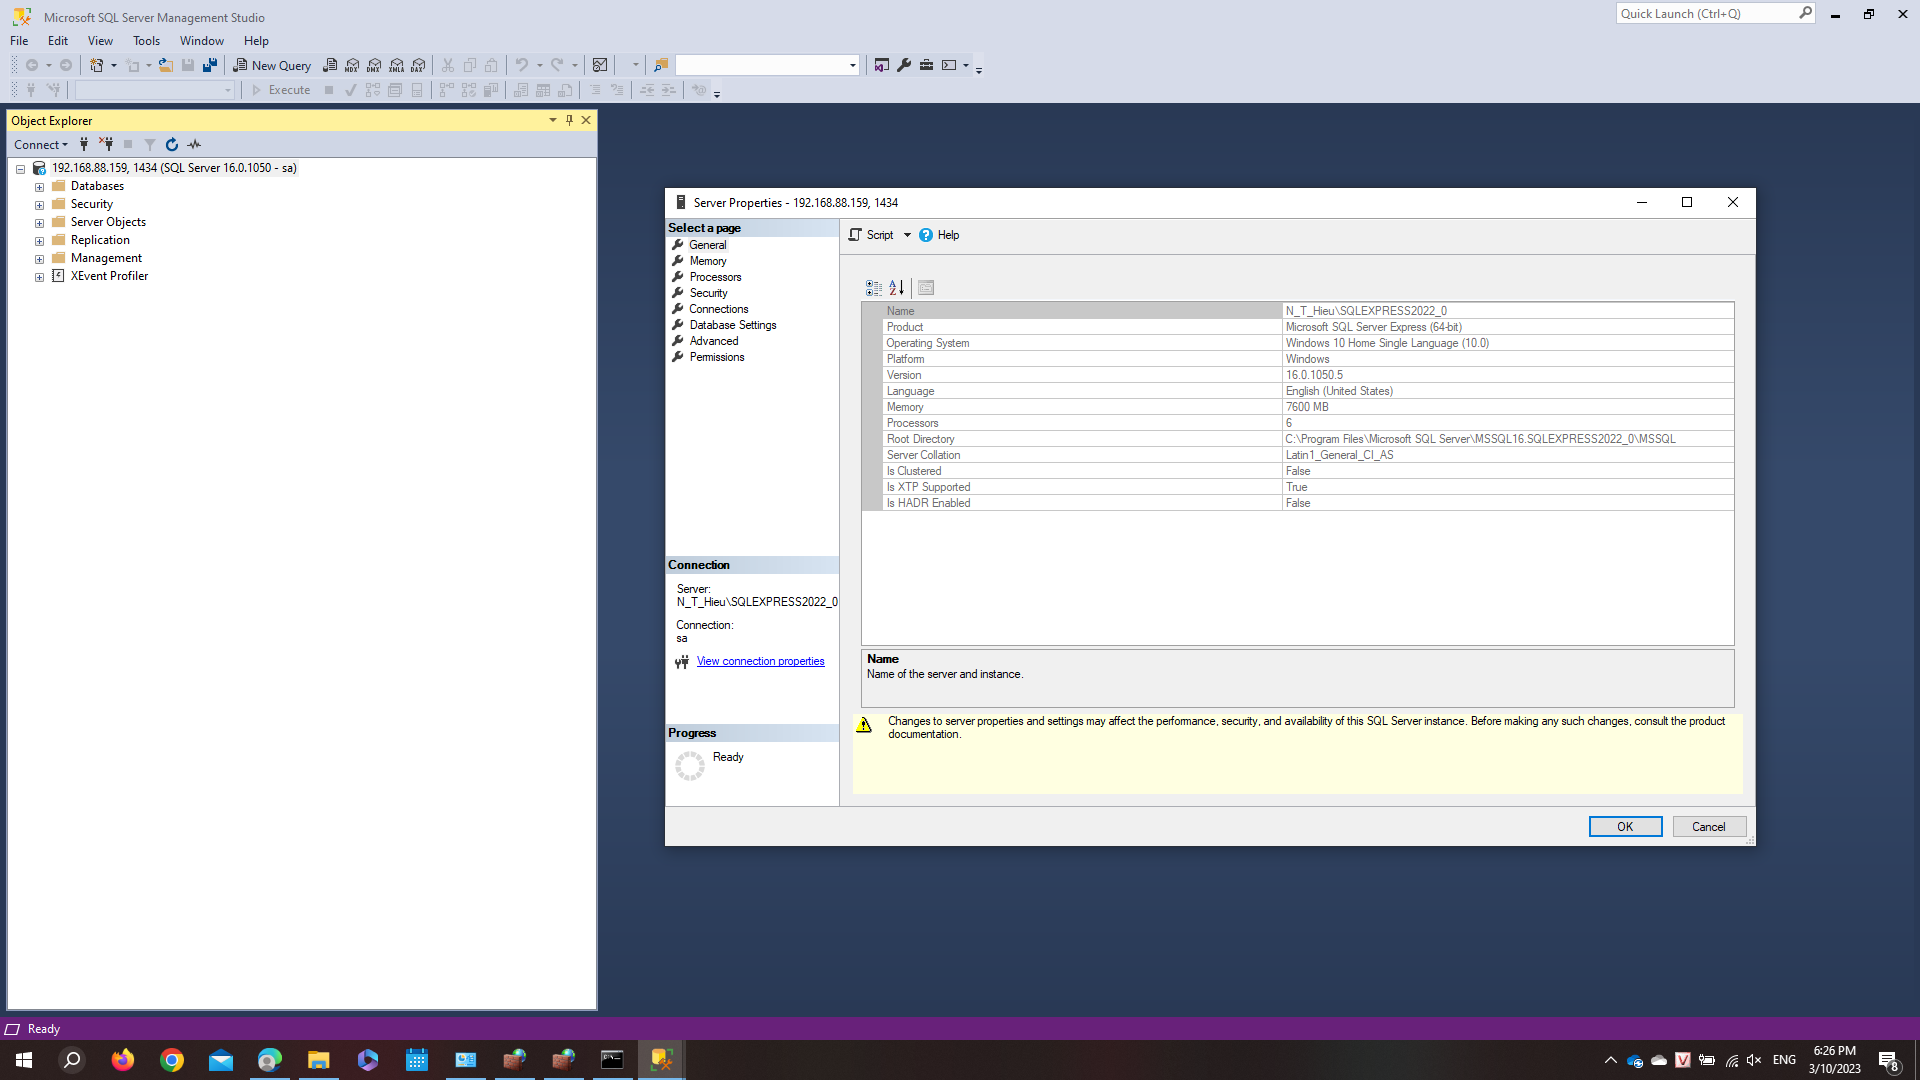 Microsoft SQL Server Management Studio
Quick Launch (Ctrl+Q)
File Edit View Tools Window Help
New Query
MDX DMX XMLA DAX
Execute
Object Explorer
Connect
192.168.88.159, 1434 (SQL Server 16.0.1050 - sa)
Databases
Security
Server Objects
Replication
Management
XEvent Profiler
Server Properties - 192.168.88.159, 1434
Select a page
General
Memory
Processors
Security
Connections
Database Settings
Advanced
Permissions
Connection
Server:
N_T_Hieu\SQLEXPRESS2022_0
Connection:
sa
View connection properties
Progress
Ready
Script Help
Name N_T_Hieu\SQLEXPRESS2022_0
Product Microsoft SQL Server Express (64-bit)
Operating System Windows 10 Home Single Language (10.0)
Platform Windows
Version 16.0.1050.5
Language English (United States)
Memory 7600 MB
Processors 6
Root Directory C:\Program Files\Microsoft SQL Server\MSSQL16.SQLEXPRESS2022_0\MSSQL
Server Collation Latin1_General_CI_AS
Is Clustered False
Is XTP Supported True
Is HADR Enabled False
Name
Name of the server and instance.
Changes to server properties and settings may affect the performance, security, and availability of this SQL Server instance. Before making any such changes, consult the product
documentation.
OK Cancel
Ready
ENG
6:26 PM
3/10/2023
8